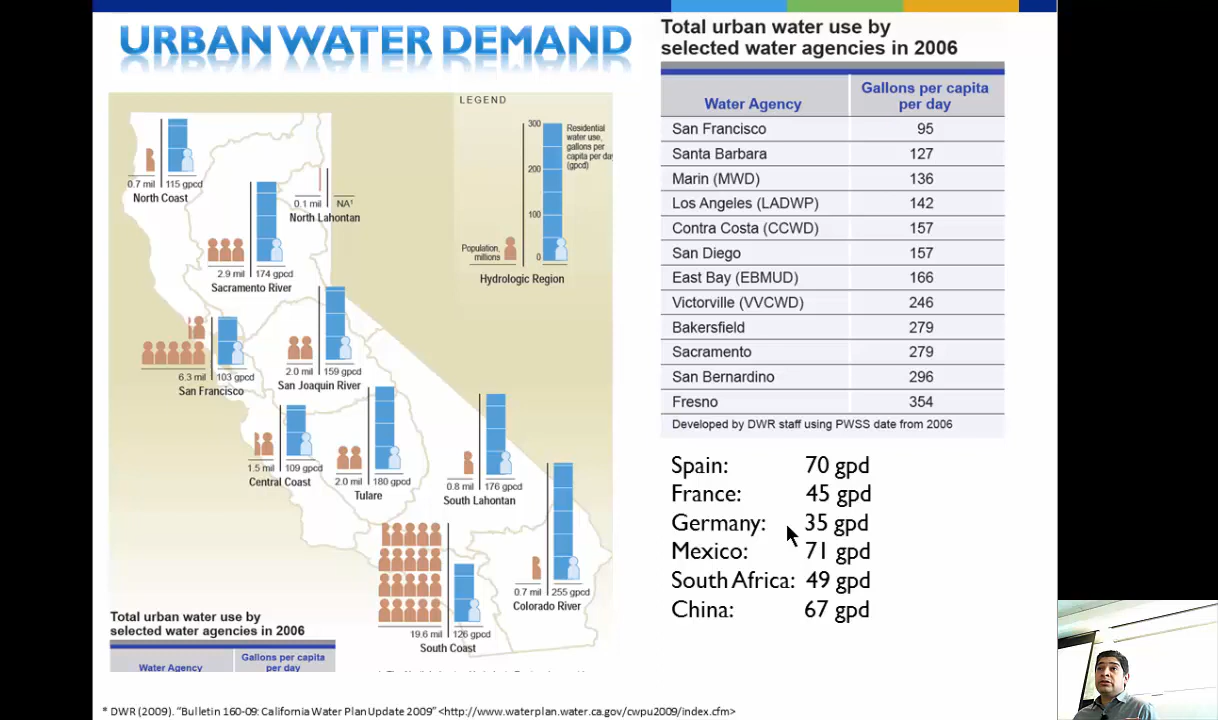 URBAN WATER DEMAND
LEGEND
300
200
100
0
Residential
water use,
gallons per
capita per day
(gpcd)
Population,
millions
Hydrologic Region
0.7 mil 115 gpcd
North Coast
0.1 mil NA¹
North Lahontan
2.9 mil 174 gpcd
Sacramento River
6.3 mil 103 gpcd
San Francisco
2.0 mil 159 gpcd
San Joaquin River
1.5 mil 109 gpcd
Central Coast
2.0 mil 180 gpcd
Tulare
0.8 mil 176 gpcd
South Lahontan
0.7 mil 255 gpcd
Colorado River
19.6 mil 126 gpcd
South Coast
Total urban water use by
selected water agencies in 2006
Water Agency
Gallons per capita
per day
Total urban water use by
selected water agencies in 2006
Water Agency
Gallons per capita
per day
San Francisco 95
Santa Barbara 127
Marin (MWD) 136
Los Angeles (LADWP) 142
Contra Costa (CCWD) 157
San Diego 157
East Bay (EBMUD) 166
Victorville (VVCWD) 246
Bakersfield 279
Sacramento 279
San Bernardino 296
Fresno 354
Developed by DWR staff using PWSS date from 2006
Spain: 70 gpd
France: 45 gpd
Germany: 35 gpd
Mexico: 71 gpd
South Africa: 49 gpd
China: 67 gpd
* DWR (2009). "Bulletin 160-09: California Water Plan Update 2009" <http://www.waterplan.water.ca.gov/cwpu2009/index.cfm>